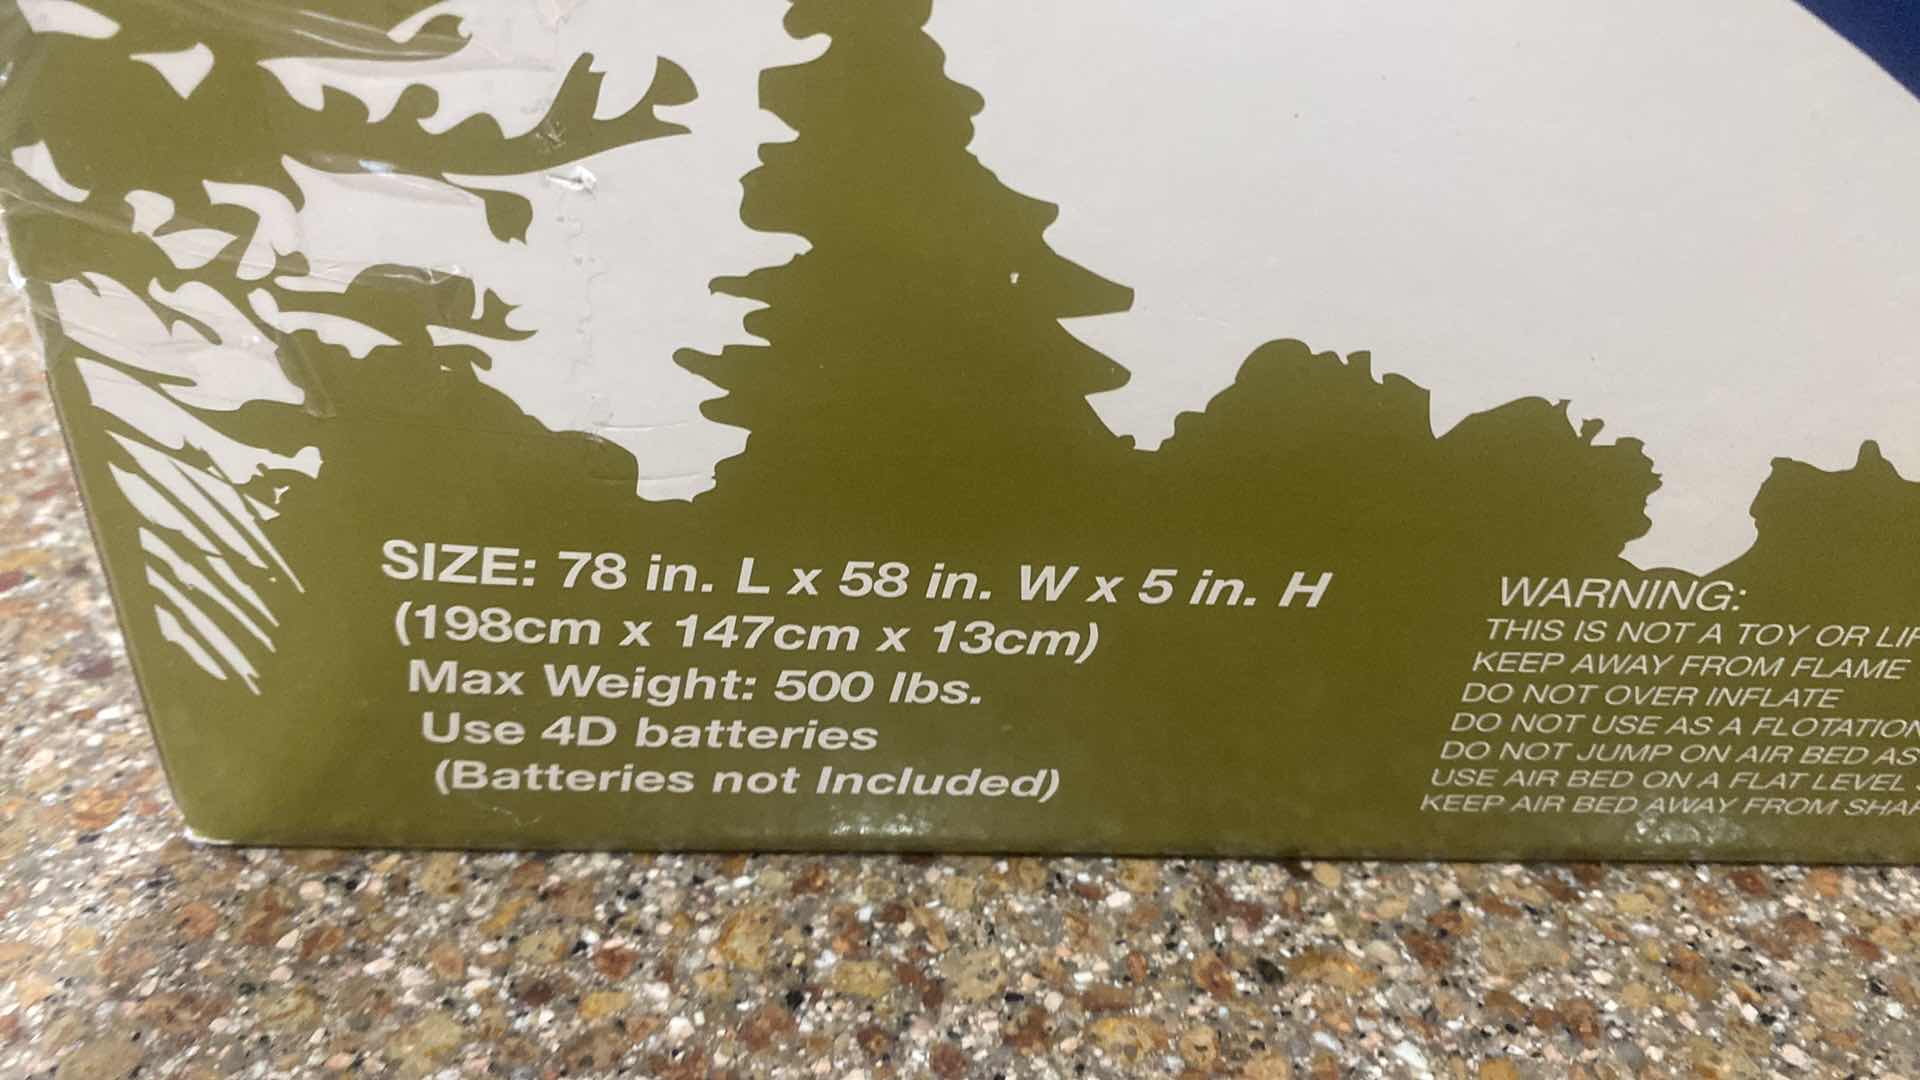 SIZE: 78 in. L x 58 in. W x 5 in. H
(198cm x 147cm x 13cm)
Max Weight: 500 lbs.
Use 4D batteries
(Batteries not Included)
WARNING:
THIS IS NOT A TOY OR
KEEP AWAY FROM FLAME
DO NOT OVER INFLATE
DO NOT USE AS A FLOTATION
DO NOT JUMP ON AIR BED AS
USE AIR BED ON A FLAT LEVEL
KEEP AIR BED AWAY FROM